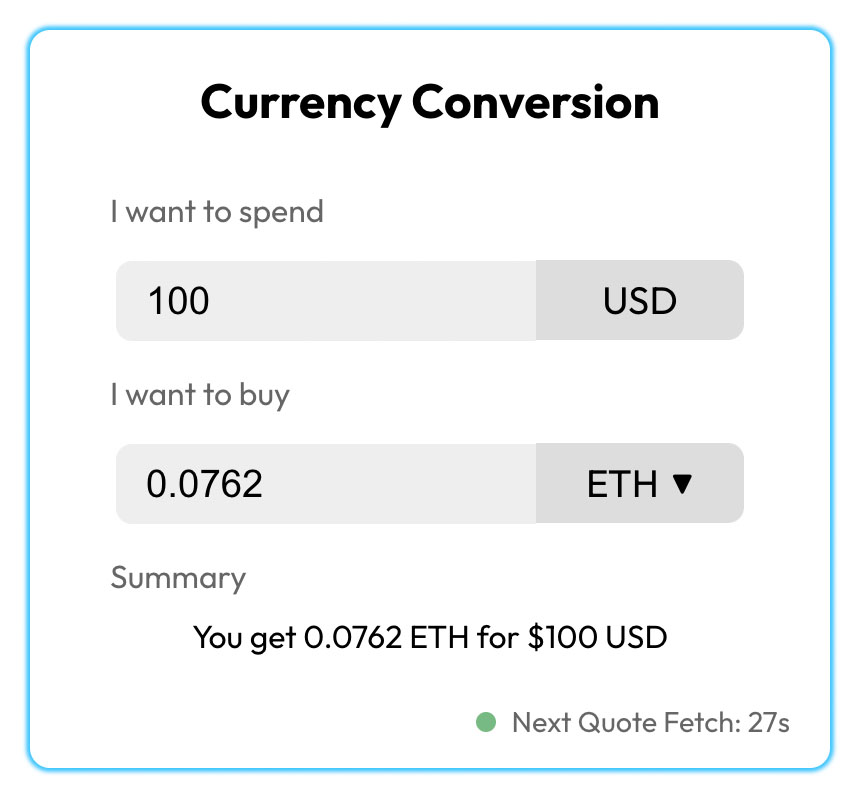 Currency Conversion
I want to spend
100 USD
I want to buy
0.0762 ETH ▼
Summary
You get 0.0762 ETH for $100 USD
Next Quote Fetch: 27s